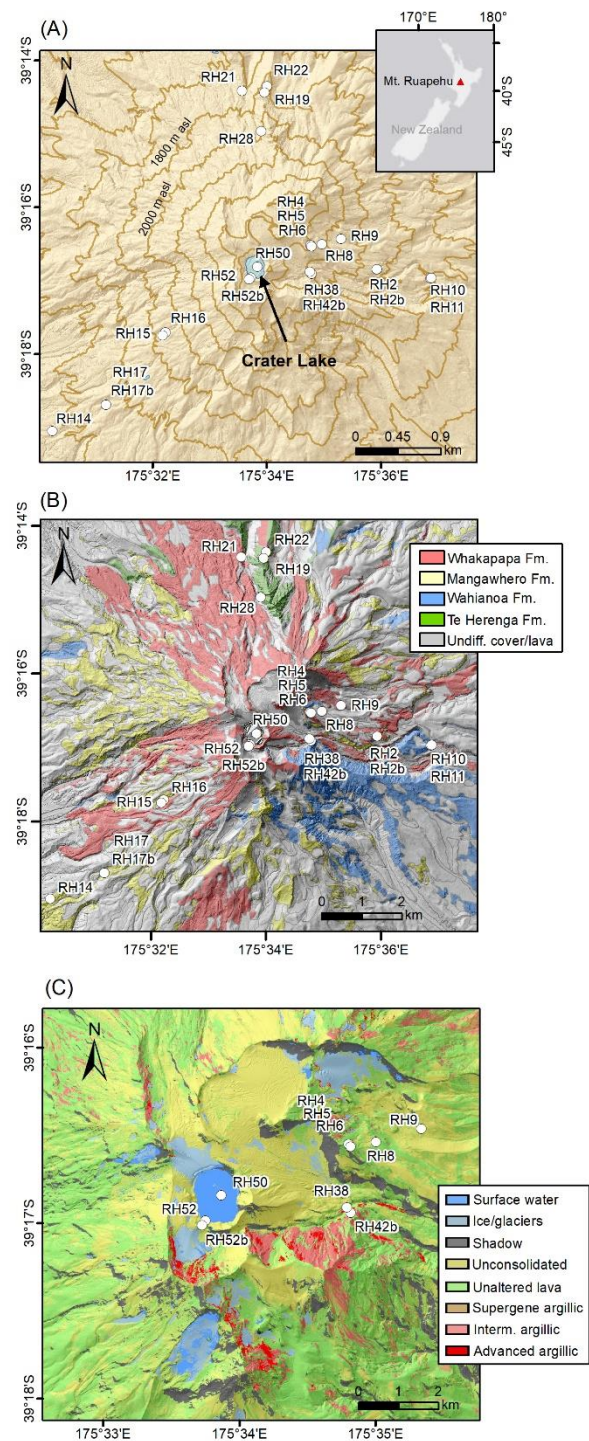 (A)
170°E
180°
Mt. Ruapehu
40°S
45°S
New Zealand
39°14'S
39°16'S
39°18'S
N
RH21
RH22
RH19
1800 m asl
RH28
2000 m asl
RH4
RH5
RH6
RH9
RH8
RH50
RH52
RH52b
RH38
RH42b
RH2
RH2b
RH10
RH11
RH16
RH15
Crater Lake
RH17
RH17b
RH14
0 0.45 0.9
km
175°32'E
175°34'E
175°36'E
(B)
39°14'S
39°16'S
39°18'S
N
RH21
RH22
RH19
Whakapapa Fm.
Mangawhero Fm.
Wahianoa Fm.
Te Herenga Fm.
Undiff. cover/lava
RH28
RH4
RH5
RH6
RH9
RH8
RH50
RH52
RH52b
RH38
RH42b
RH2
RH2b
RH10
RH11
RH16
RH15
RH17
RH17b
RH14
0 1 2
km
175°32'E
175°34'E
175°36'E
(C)
39°16'S
39°17'S
39°18'S
N
RH4
RH5
RH6
RH9
RH8
RH50
RH38
RH52
RH52b
RH42b
Surface water
Ice/glaciers
Shadow
Unconsolidated
Unaltered lava
Supergene argillic
Interm. argillic
Advanced argillic
0 1 2
km
175°33'E
175°34'E
175°35'E